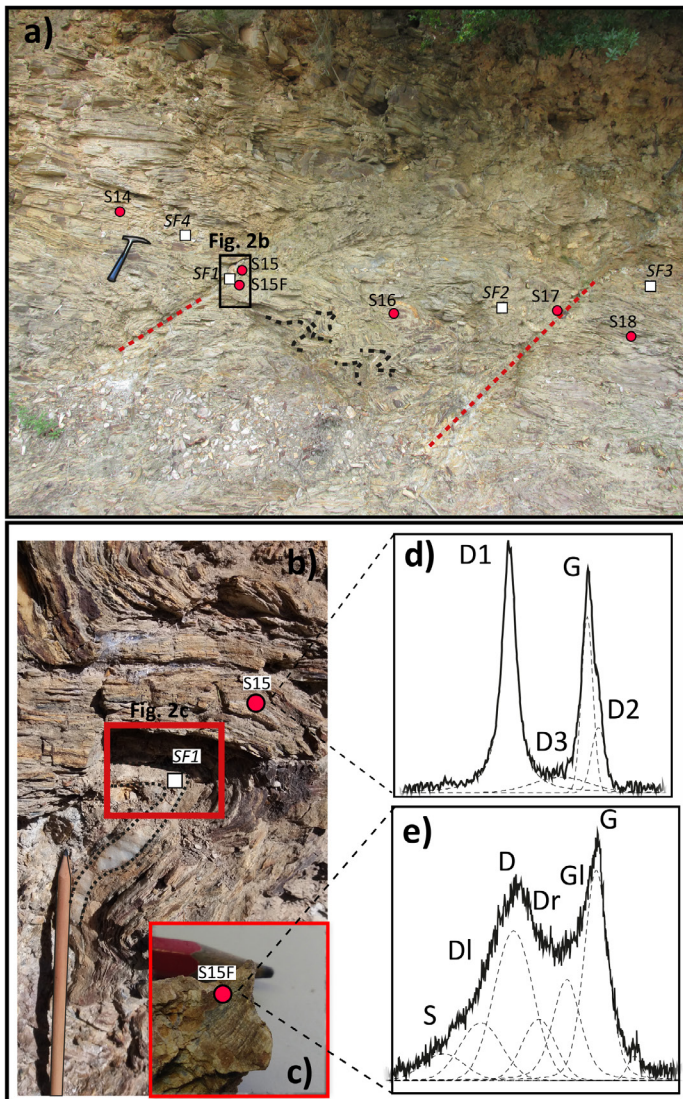 a)
S14
SF4
Fig. 2b
SF1
S15
S15F
S16
SF2
S17
SF3
S18
b)
S15
Fig. 2c
SF1
S15F
c)
d)
D1
G
D3
D2
e)
G
D
Gl
Dr
Dl
S